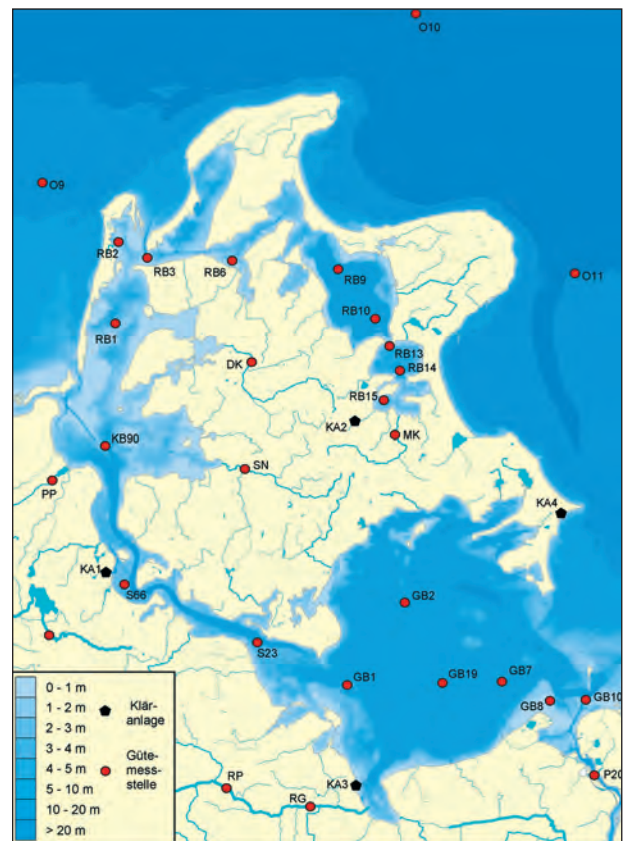 O10
O9
RB2
RB3
RB6
RB9
O11
RB10
RB1
RB13
DK
RB14
RB15
KA2
MK
KB90
SN
PP
KA4
KA1
S66
GB2
S23
GB1
GB19
GB7
GB8
GB10
P20
KA3
RP
RG
0 - 1 m
1 - 2 m
2 - 3 m
3 - 4 m
4 - 5 m
5 - 10 m
10 - 20 m
> 20 m
Klär-
anlage
Güte-
mess-
stelle